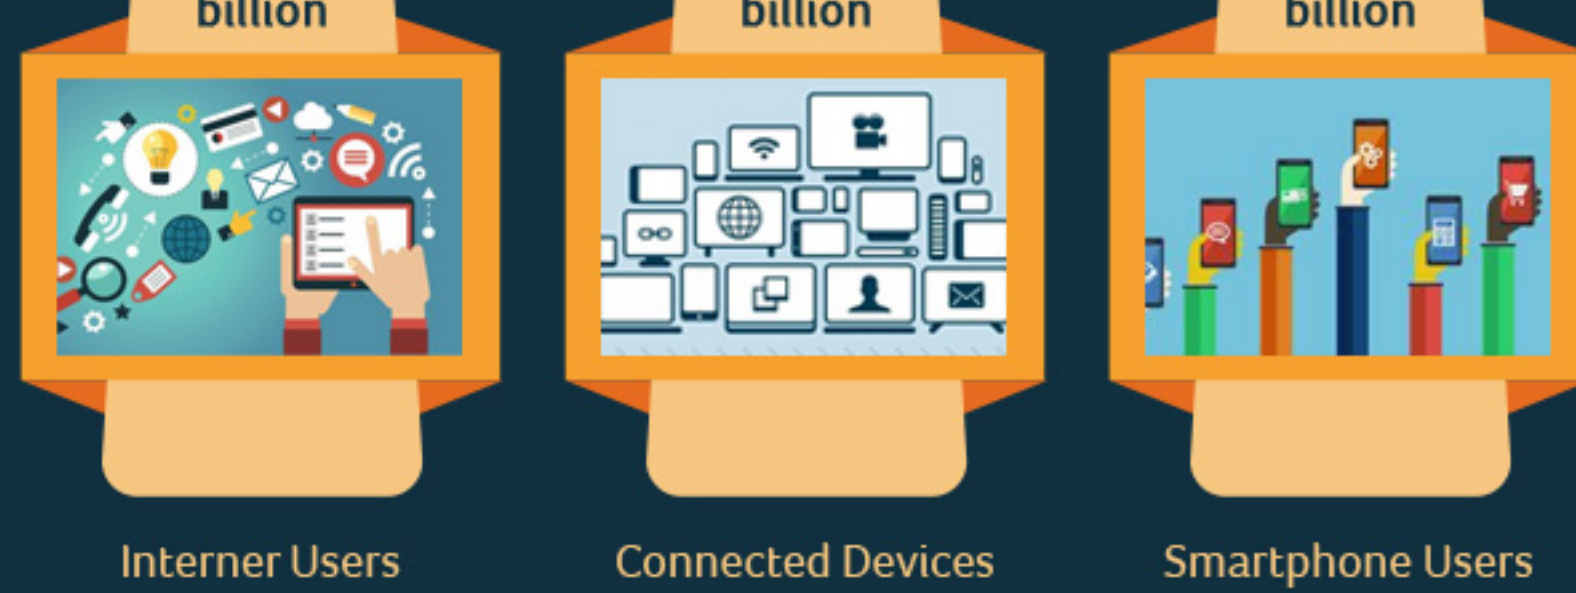 billion
billion
billion
Interner Users
Connected Devices
Smartphone Users